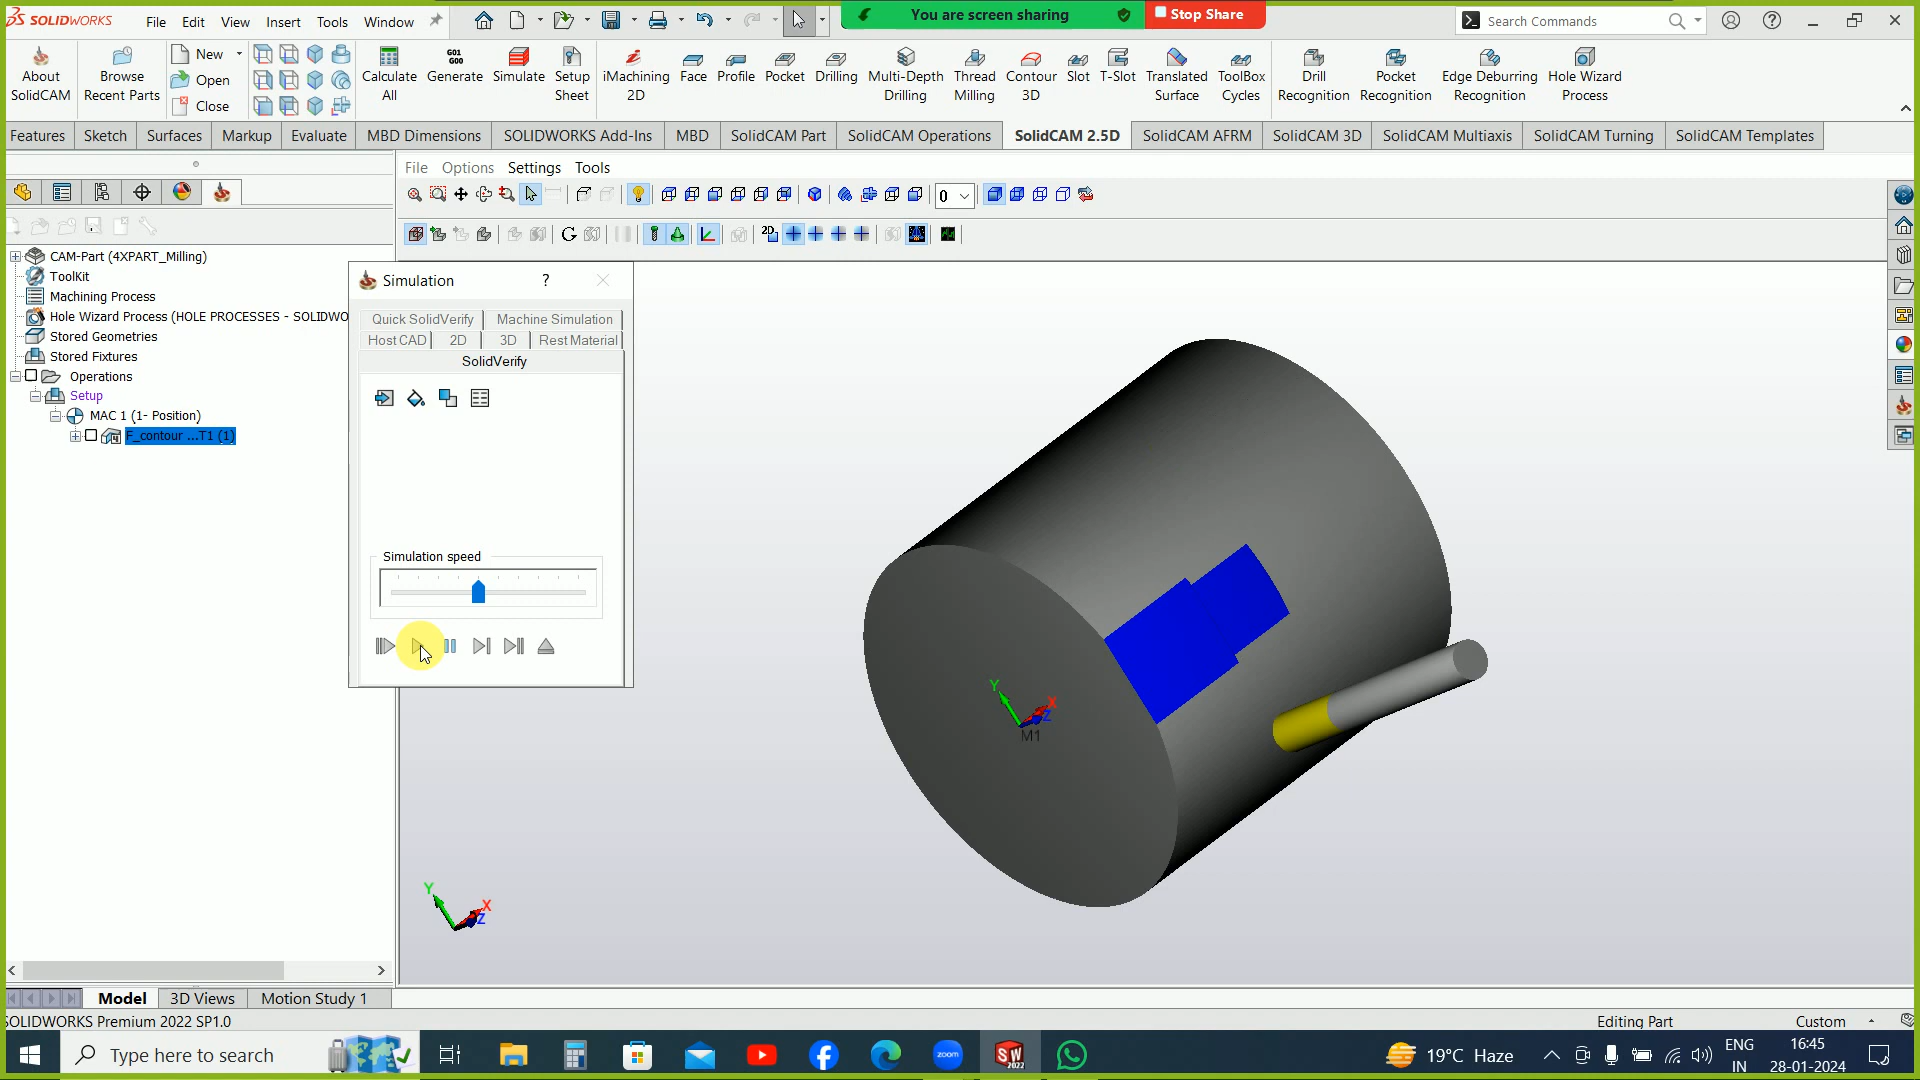 SOLIDWORKS File Edit View Insert Tools Window You are screen sharing Stop Share Search Commands
About SolidCAM
Browse Recent Parts
New
Open
Close
Calculate All
G01 G00 Generate
Simulate
Setup Sheet
iMachining 2D
Face
Profile
Pocket
Drilling
Multi-Depth Drilling
Thread Milling
Contour 3D
Slot
T-Slot
Translated Surface
ToolBox Cycles
Drill Recognition
Pocket Recognition
Edge Deburring Recognition
Hole Wizard Process
Features Sketch Surfaces Markup Evaluate MBD Dimensions SOLIDWORKS Add-Ins MBD SolidCAM Part SolidCAM Operations SolidCAM 2.5D SolidCAM AFRM SolidCAM 3D SolidCAM Multiaxis SolidCAM Turning SolidCAM Templates
File Options Settings Tools
0
2D
CAM-Part (4XPART_Milling)
ToolKit
Machining Process
Hole Wizard Process (HOLE PROCESSES - SOLIDWO
Stored Geometries
Stored Fixtures
Operations
Setup
MAC 1 (1- Position)
F_contour ...T1 (1)
Simulation ?
Quick SolidVerify Machine Simulation
Host CAD 2D 3D Rest Material
SolidVerify
Simulation speed
Y X Z
M1
Y X Z
Model 3D Views Motion Study 1
SOLIDWORKS Premium 2022 SP1.0 Editing Part Custom
Type here to search
zoom
SW 2022
19°C Haze
ENG IN
16:45
28-01-2024